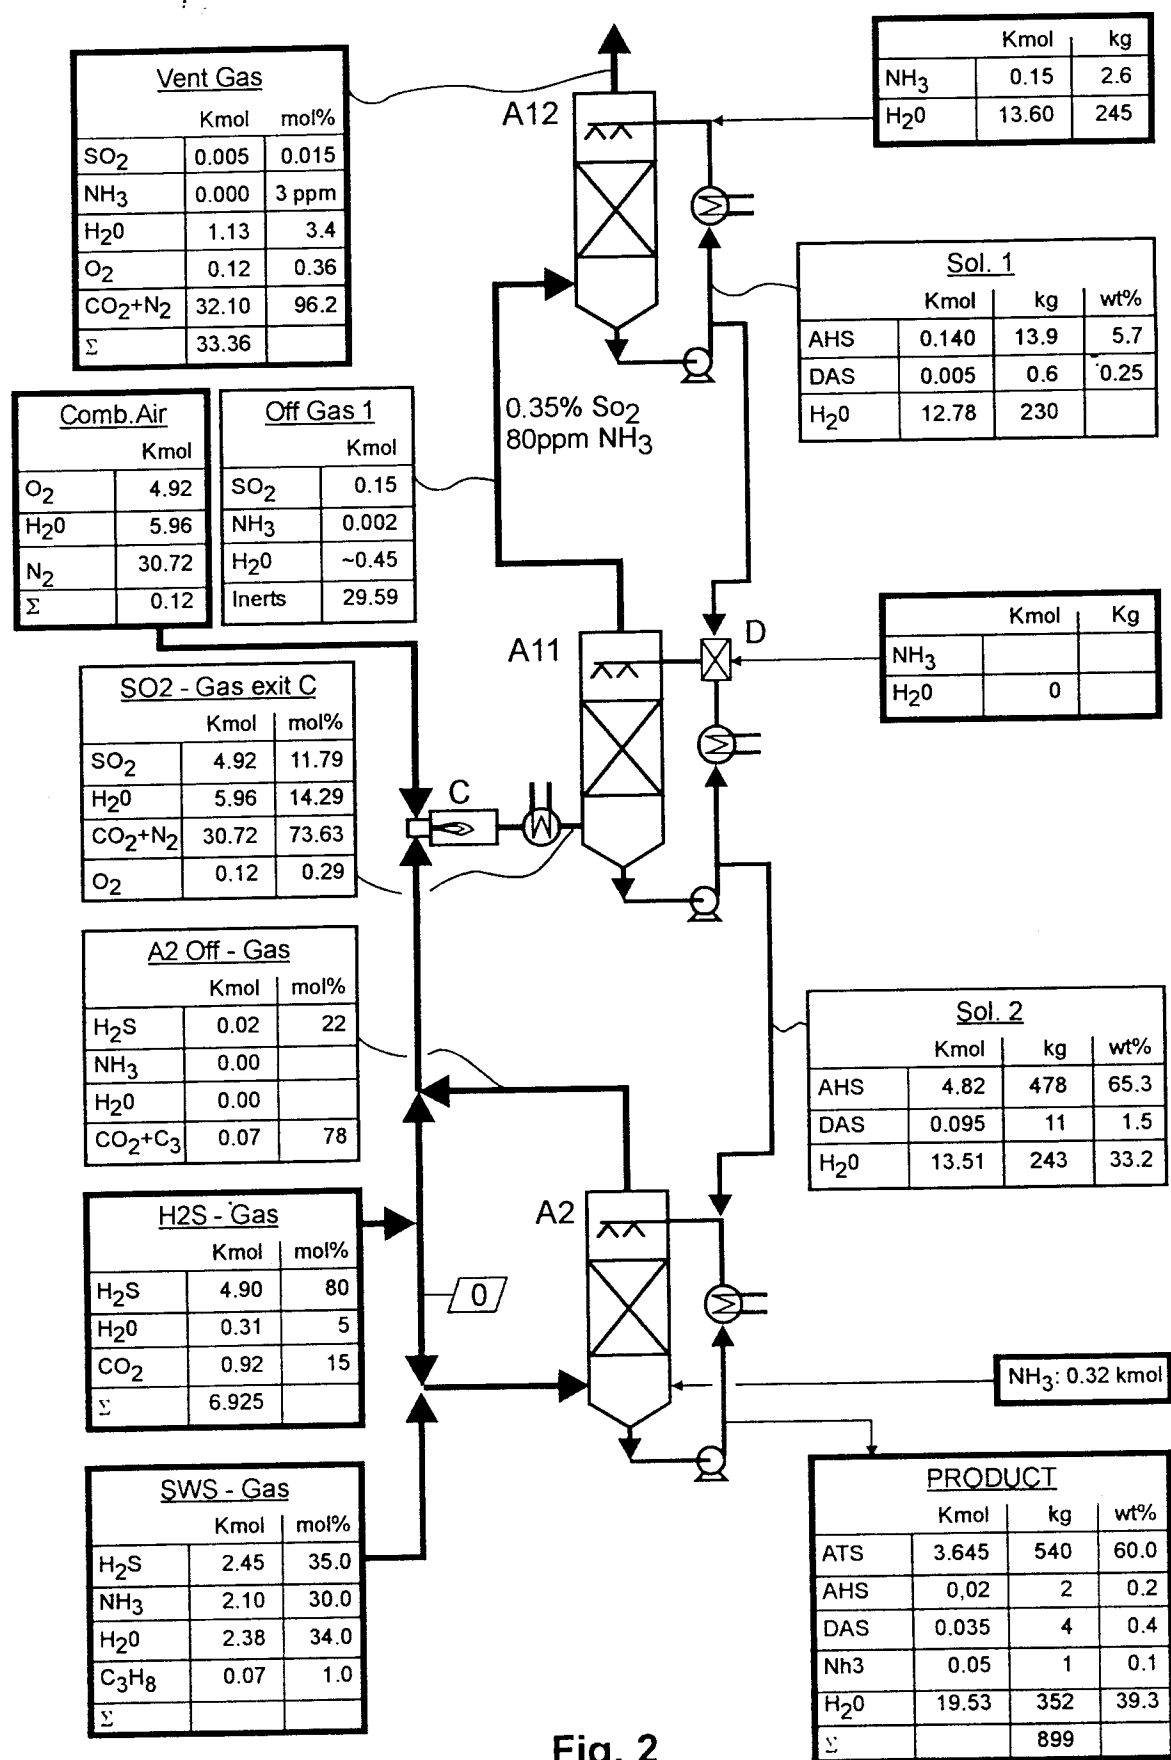 Vent Gas
Kmol mol%
SO2 0.005 0.015
NH3 0.000 3 ppm
H20 1.13 3.4
O2 0.12 0.36
CO2+N2 32.10 96.2
Σ 33.36
A12
Kmol kg
NH3 0.15 2.6
H20 13.60 245
Sol. 1
Kmol kg wt%
AHS 0.140 13.9 5.7
DAS 0.005 0.6 0.25
H20 12.78 230
Comb.Air
Kmol
O2 4.92
H20 5.96
N2 30.72
Σ 0.12
Off Gas 1
Kmol
SO2 0.15
NH3 0.002
H20 ~0.45
Inerts 29.59
0.35% So2
80ppm NH3
A11
D
Kmol Kg
NH3
H20 0
SO2 - Gas exit C
Kmol mol%
SO2 4.92 11.79
H20 5.96 14.29
CO2+N2 30.72 73.63
O2 0.12 0.29
C
A2 Off - Gas
Kmol mol%
H2S 0.02 22
NH3 0.00
H20 0.00
CO2+C3 0.07 78
Sol. 2
Kmol kg wt%
AHS 4.82 478 65.3
DAS 0.095 11 1.5
H20 13.51 243 33.2
H2S - Gas
Kmol mol%
H2S 4.90 80
H20 0.31 5
CO2 0.92 15
Σ 6.925
A2
0
NH3: 0.32 kmol
SWS - Gas
Kmol mol%
H2S 2.45 35.0
NH3 2.10 30.0
H20 2.38 34.0
C3H8 0.07 1.0
Σ
PRODUCT
Kmol kg wt%
ATS 3.645 540 60.0
AHS 0,02 2 0.2
DAS 0.035 4 0.4
Nh3 0.05 1 0.1
H20 19.53 352 39.3
Σ 899
Fig. 2